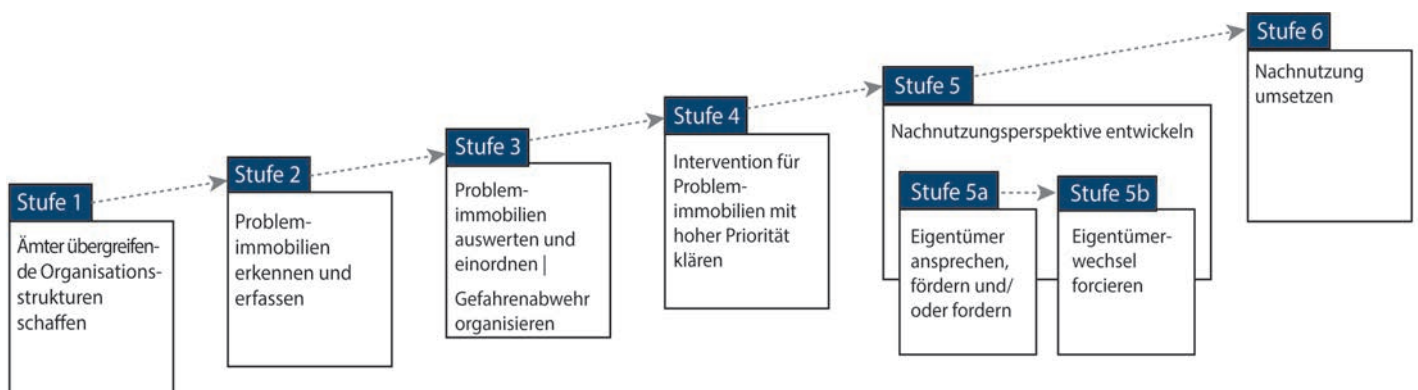 Stufe 1
Ämter übergreifen-
de Organisations-
strukturen
schaffen
Stufe 2
Problem-
immobilien
erkennen und
erfassen
Stufe 3
Problem-
immobilien
auswerten und
einordnen |
Gefahrenabwehr
organisieren
Stufe 4
Intervention für
Problem-
immobilien mit
hoher Priorität
klären
Stufe 5
Nachnutzungsperspektive entwickeln
Stufe 5a
Eigentümer
ansprechen,
fördern und/
oder fordern
Stufe 5b
Eigentümer-
wechsel
forcieren
Stufe 6
Nachnutzung
umsetzen